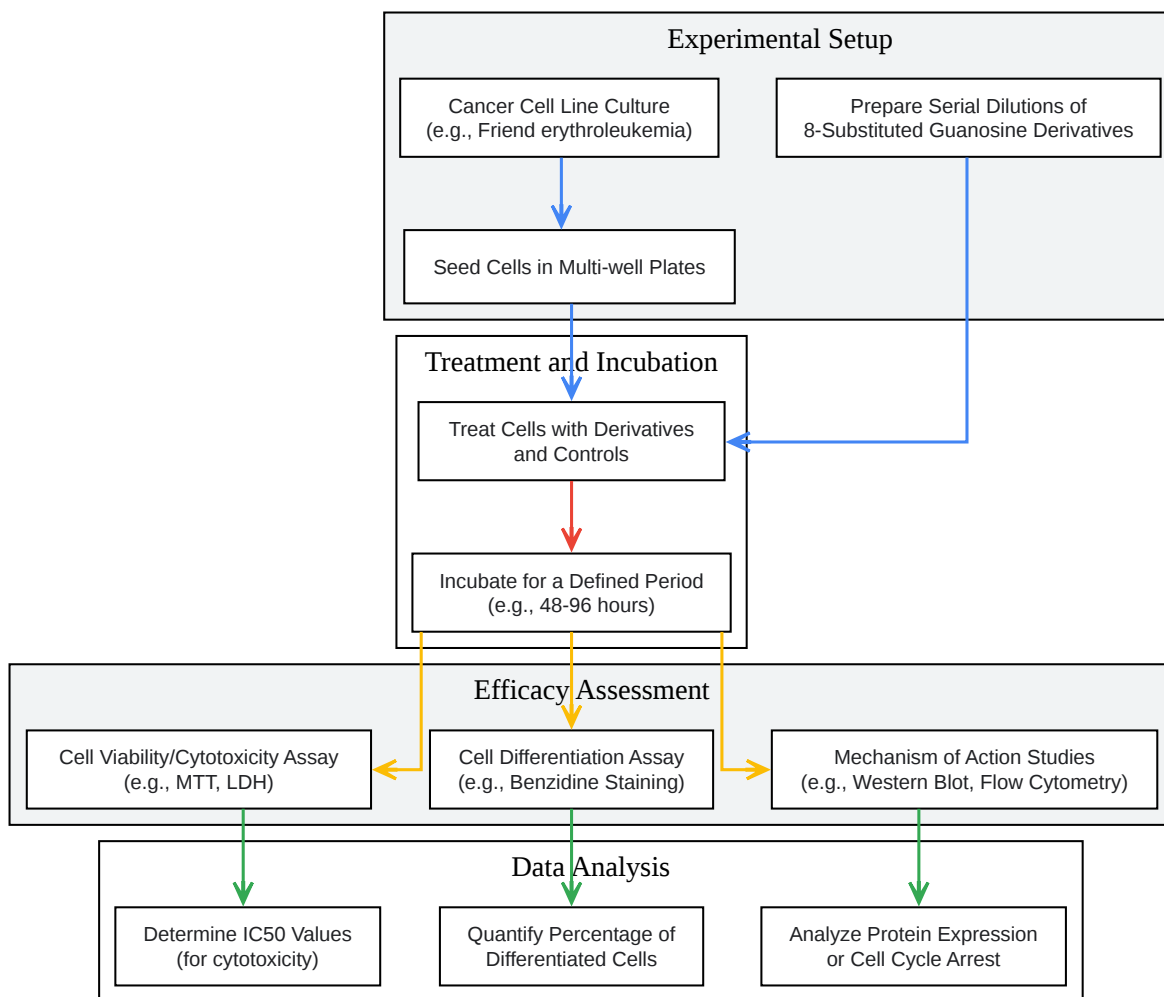 Experimental Setup
Cancer Cell Line Culture
(e.g., Friend erythroleukemia)
Prepare Serial Dilutions of
8-Substituted Guanosine Derivatives
Seed Cells in Multi-well Plates
Treatment and Incubation
Treat Cells with Derivatives
and Controls
Incubate for a Defined Period
(e.g., 48-96 hours)
Efficacy Assessment
Cell Viability/Cytotoxicity Assay
(e.g., MTT, LDH)
Cell Differentiation Assay
(e.g., Benzidine Staining)
Mechanism of Action Studies
(e.g., Western Blot, Flow Cytometry)
Data Analysis
Determine IC50 Values
(for cytotoxicity)
Quantify Percentage of
Differentiated Cells
Analyze Protein Expression
or Cell Cycle Arrest